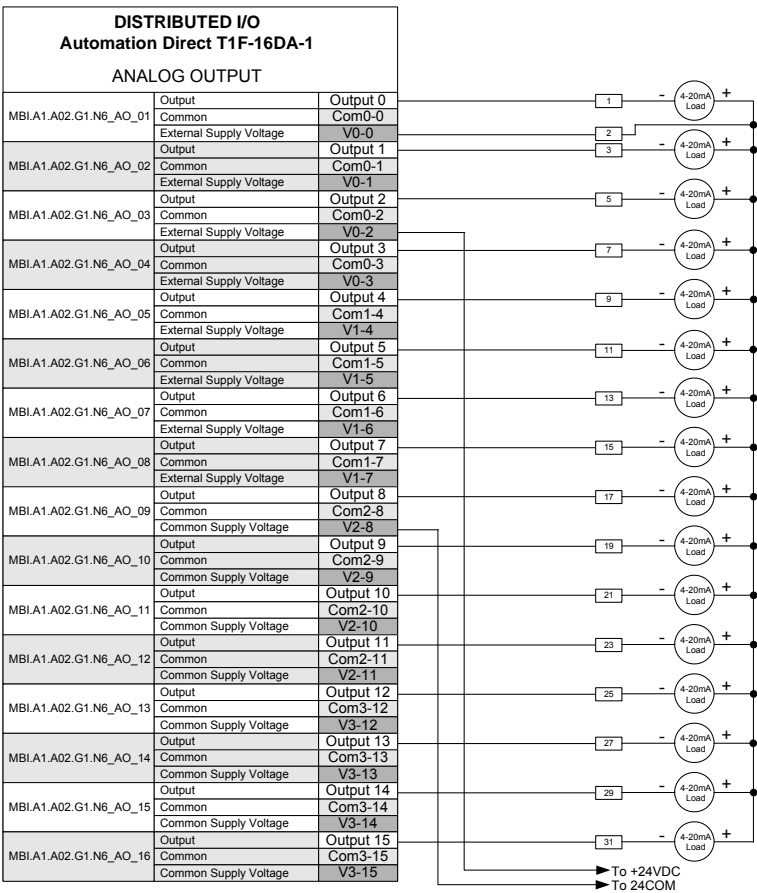 DISTRIBUTED I/O
Automation Direct T1F-16DA-1
ANALOG OUTPUT
MBI.A1.A02.G1.N6_AO_01 Output Output 0 1 - 4-20mA Load +
Common Com0-0
External Supply Voltage V0-0 2
MBI.A1.A02.G1.N6_AO_02 Output Output 1 3 - 4-20mA Load +
Common Com0-1
External Supply Voltage V0-1
MBI.A1.A02.G1.N6_AO_03 Output Output 2 5 - 4-20mA Load +
Common Com0-2
External Supply Voltage V0-2
MBI.A1.A02.G1.N6_AO_04 Output Output 3 7 - 4-20mA Load +
Common Com0-3
External Supply Voltage V0-3
MBI.A1.A02.G1.N6_AO_05 Output Output 4 9 - 4-20mA Load +
Common Com1-4
External Supply Voltage V1-4
MBI.A1.A02.G1.N6_AO_06 Output Output 5 11 - 4-20mA Load +
Common Com1-5
External Supply Voltage V1-5
MBI.A1.A02.G1.N6_AO_07 Output Output 6 13 - 4-20mA Load +
Common Com1-6
External Supply Voltage V1-6
MBI.A1.A02.G1.N6_AO_08 Output Output 7 15 - 4-20mA Load +
Common Com1-7
External Supply Voltage V1-7
MBI.A1.A02.G1.N6_AO_09 Output Output 8 17 - 4-20mA Load +
Common Com2-8
Common Supply Voltage V2-8
MBI.A1.A02.G1.N6_AO_10 Output Output 9 19 - 4-20mA Load +
Common Com2-9
Common Supply Voltage V2-9
MBI.A1.A02.G1.N6_AO_11 Output Output 10 21 - 4-20mA Load +
Common Com2-10
Common Supply Voltage V2-10
MBI.A1.A02.G1.N6_AO_12 Output Output 11 23 - 4-20mA Load +
Common Com2-11
Common Supply Voltage V2-11
MBI.A1.A02.G1.N6_AO_13 Output Output 12 25 - 4-20mA Load +
Common Com3-12
Common Supply Voltage V3-12
MBI.A1.A02.G1.N6_AO_14 Output Output 13 27 - 4-20mA Load +
Common Com3-13
Common Supply Voltage V3-13
MBI.A1.A02.G1.N6_AO_15 Output Output 14 29 - 4-20mA Load +
Common Com3-14
Common Supply Voltage V3-14
MBI.A1.A02.G1.N6_AO_16 Output Output 15 31 - 4-20mA Load +
Common Com3-15
Common Supply Voltage V3-15
To +24VDC
To 24COM